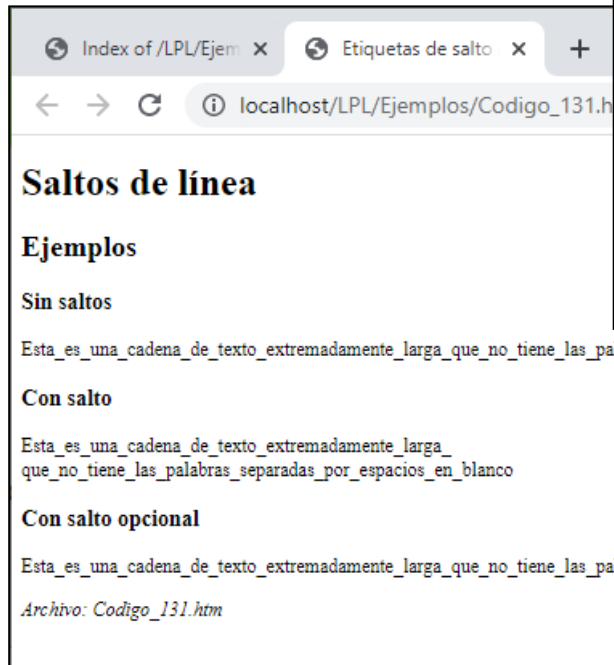 Index of /LPL/Ejem
Etiquetas de salto
localhost/LPL/Ejemplos/Codigo_131.h
Saltos de línea
Ejemplos
Sin saltos
Esta_es_una_cadena_de_texto_extremadamente_larga_que_no_tiene_las_pa
Con salto
Esta_es_una_cadena_de_texto_extremadamente_larga_
que_no_tiene_las_palabras_separadas_por_espacios_en_blanco
Con salto opcional
Esta_es_una_cadena_de_texto_extremadamente_larga_que_no_tiene_las_pa
Archivo: Codigo_131.htm